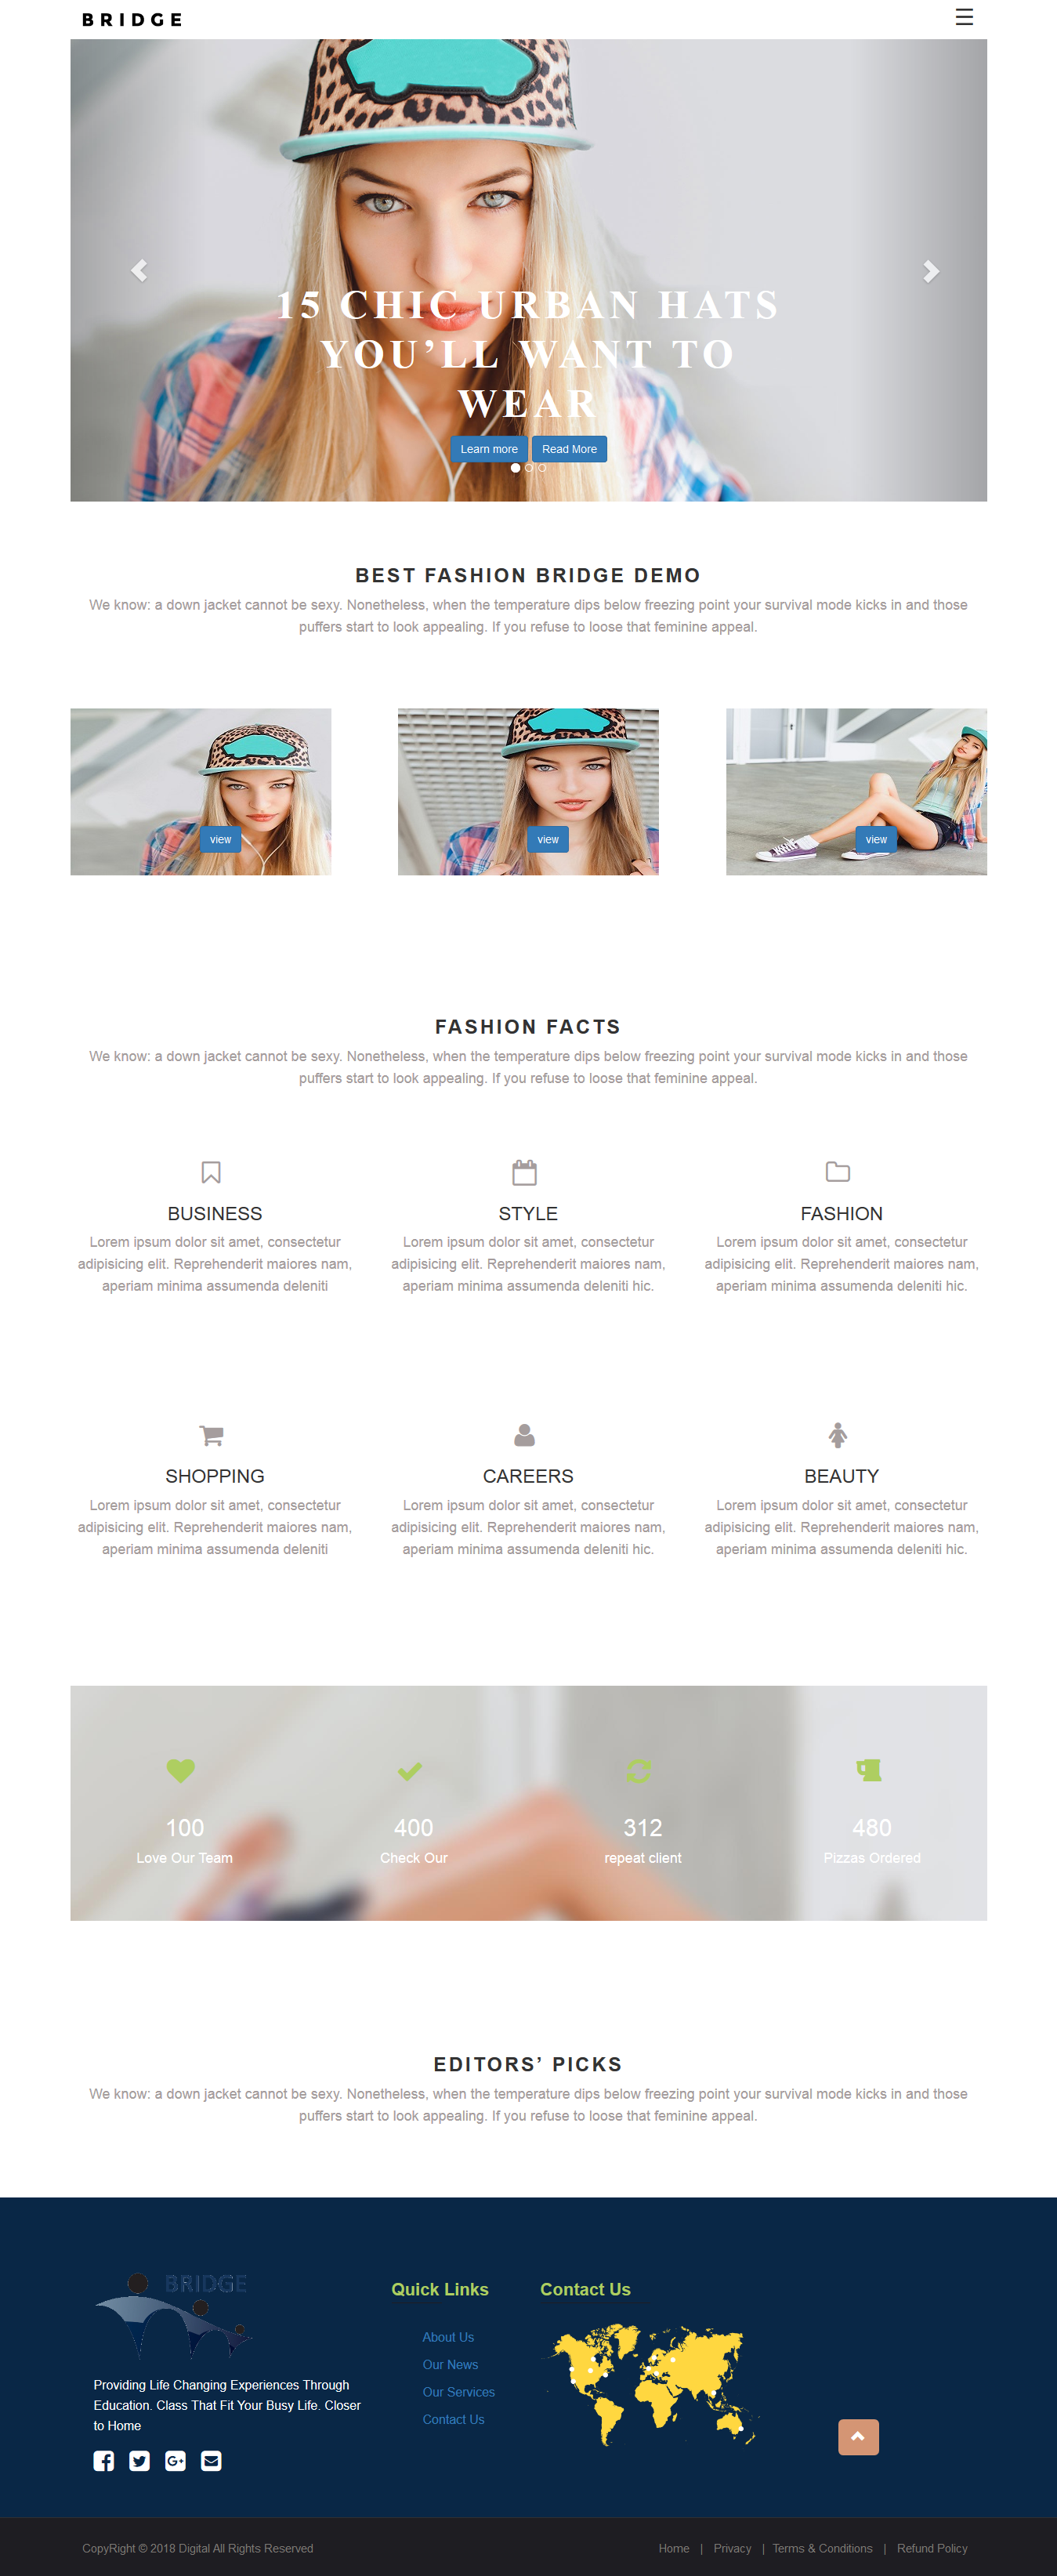 BRIDGE
15 CHIC URBAN HATS
YOU’LL WANT TO
WEAR
Learn more Read More
BEST FASHION BRIDGE DEMO
We know: a down jacket cannot be sexy. Nonetheless, when the temperature dips below freezing point your survival mode kicks in and those
puffers start to look appealing. If you refuse to loose that feminine appeal.
view view view
FASHION FACTS
We know: a down jacket cannot be sexy. Nonetheless, when the temperature dips below freezing point your survival mode kicks in and those
puffers start to look appealing. If you refuse to loose that feminine appeal.
BUSINESS
Lorem ipsum dolor sit amet, consectetur
adipisicing elit. Reprehenderit maiores nam,
aperiam minima assumenda deleniti
STYLE
Lorem ipsum dolor sit amet, consectetur
adipisicing elit. Reprehenderit maiores nam,
aperiam minima assumenda deleniti hic.
FASHION
Lorem ipsum dolor sit amet, consectetur
adipisicing elit. Reprehenderit maiores nam,
aperiam minima assumenda deleniti hic.
SHOPPING
Lorem ipsum dolor sit amet, consectetur
adipisicing elit. Reprehenderit maiores nam,
aperiam minima assumenda deleniti
CAREERS
Lorem ipsum dolor sit amet, consectetur
adipisicing elit. Reprehenderit maiores nam,
aperiam minima assumenda deleniti hic.
BEAUTY
Lorem ipsum dolor sit amet, consectetur
adipisicing elit. Reprehenderit maiores nam,
aperiam minima assumenda deleniti hic.
100
Love Our Team
400
Check Our
312
repeat client
480
Pizzas Ordered
EDITORS’ PICKS
We know: a down jacket cannot be sexy. Nonetheless, when the temperature dips below freezing point your survival mode kicks in and those
puffers start to look appealing. If you refuse to loose that feminine appeal.
BRIDGE
Providing Life Changing Experiences Through
Education. Class That Fit Your Busy Life. Closer
to Home
Quick Links
About Us
Our News
Our Services
Contact Us
Contact Us
CopyRight © 2018 Digital All Rights Reserved
Home | Privacy | Terms & Conditions | Refund Policy